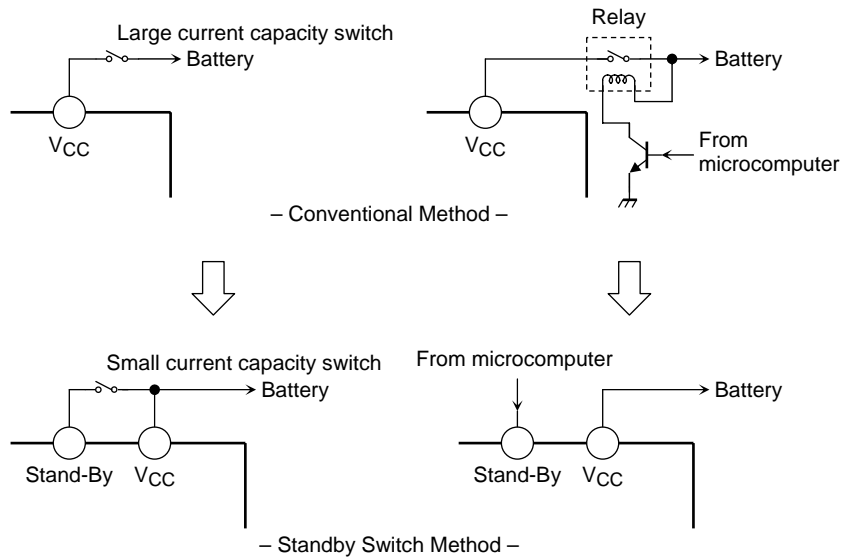 Large current capacity switch
Battery
VCC
Relay
Battery
VCC
From
microcomputer
– Conventional Method –
Small current capacity switch
Battery
Stand-By
VCC
From microcomputer
Battery
Stand-By
VCC
– Standby Switch Method –